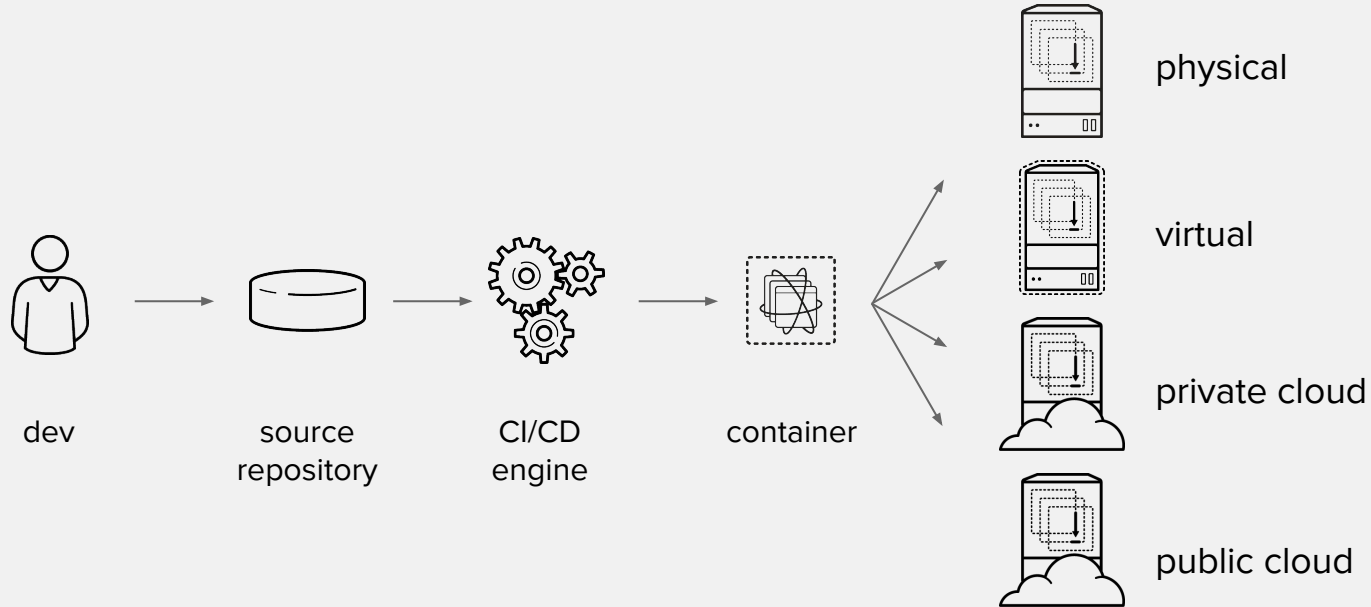 physical
virtual
private cloud
public cloud
dev
source
repository
CI/CD
engine
container